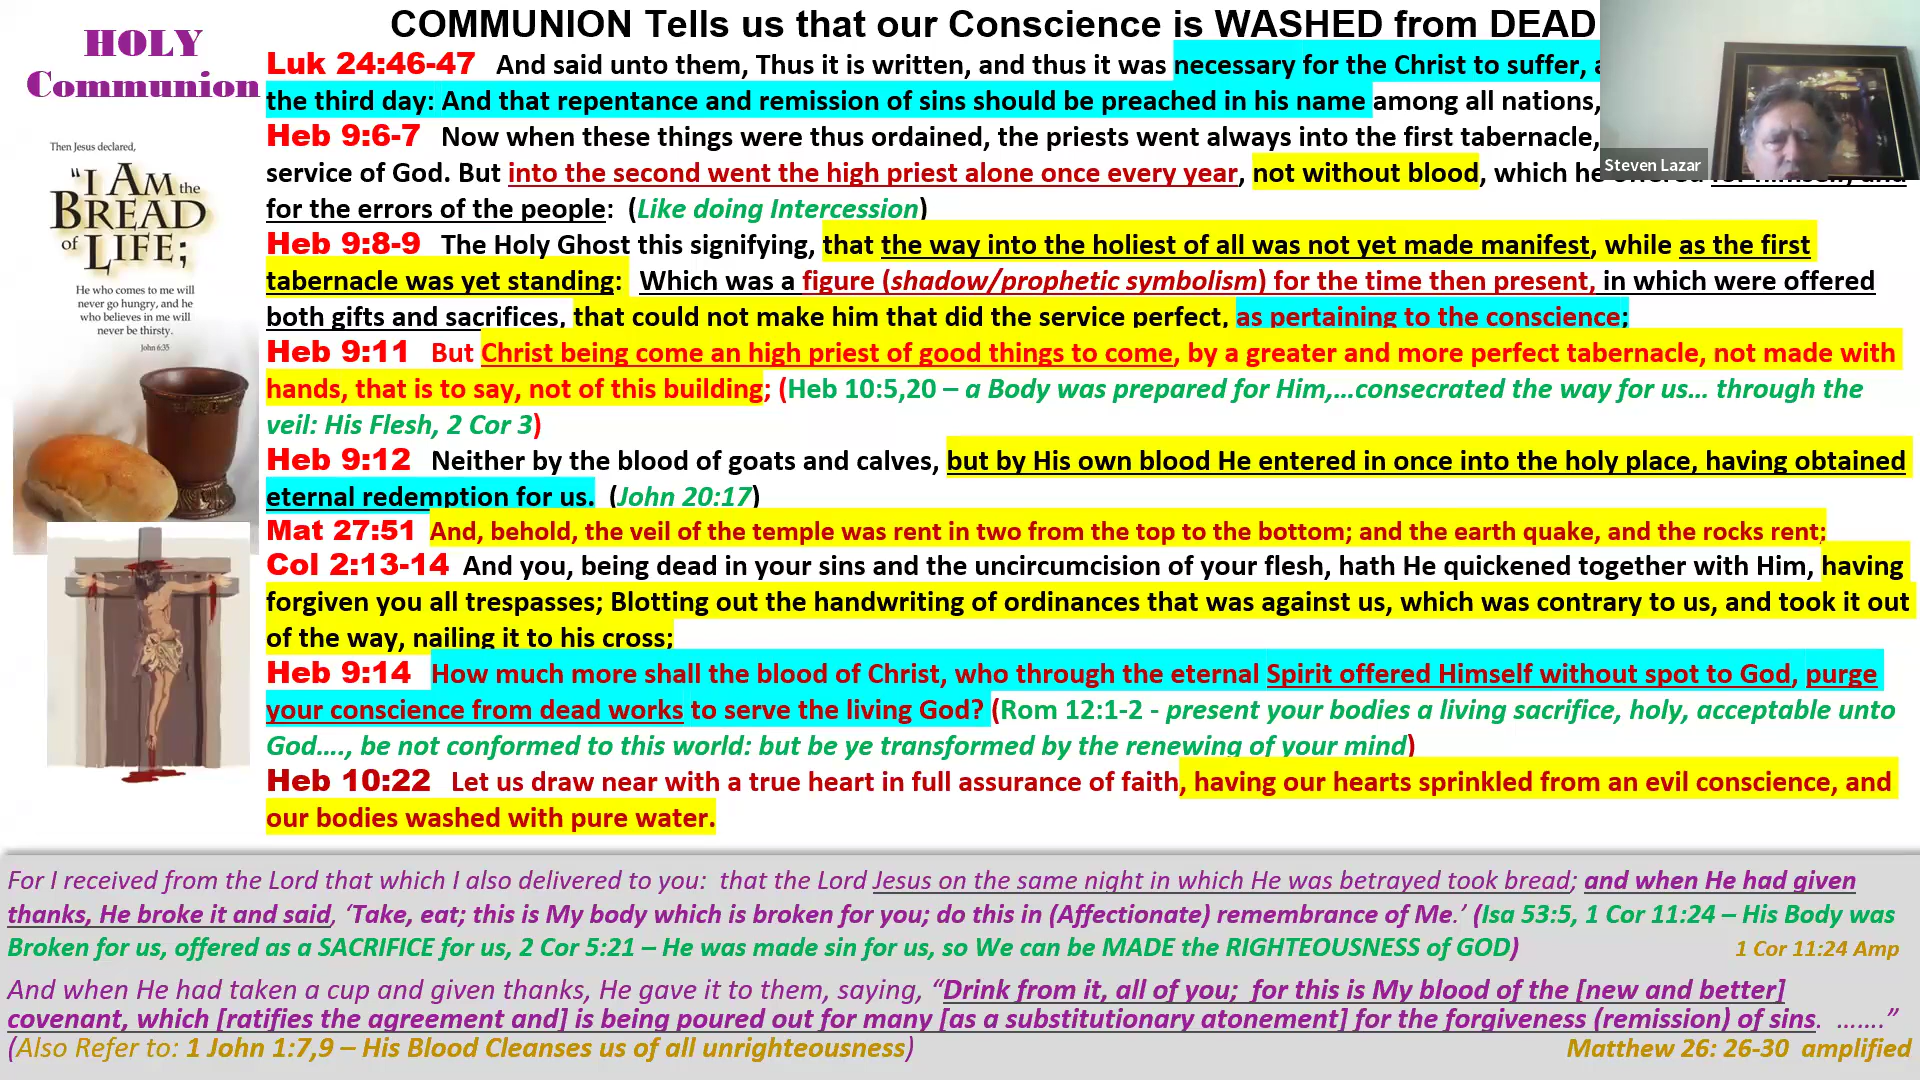 HOLY
Communion
Then Jesus declared,
“I AM the
BREAD
of LIFE;
He who comes to me will
never go hungry, and he
who believes in me will
never be thirsty.
John 6:35
COMMUNION Tells us that our Conscience is WASHED from DEAD
Luk 24:46-47 And said unto them, Thus it is written, and thus it was necessary for the Christ to suffer,
the third day: And that repentance and remission of sins should be preached in his name among all nations,
Heb 9:6-7 Now when these things were thus ordained, the priests went always into the first tabernacle,
service of God. But into the second went the high priest alone once every year, not without blood, which he offered for himself, and
for the errors of the people: (Like doing Intercession)
Heb 9:8-9 The Holy Ghost this signifying, that the way into the holiest of all was not yet made manifest, while as the first
tabernacle was yet standing: Which was a figure (shadow/prophetic symbolism) for the time then present, in which were offered
both gifts and sacrifices, that could not make him that did the service perfect, as pertaining to the conscience;
Heb 9:11 But Christ being come an high priest of good things to come, by a greater and more perfect tabernacle, not made with
hands, that is to say, not of this building; (Heb 10:5,20 – a Body was prepared for Him,…consecrated the way for us… through the
veil: His Flesh, 2 Cor 3)
Heb 9:12 Neither by the blood of goats and calves, but by His own blood He entered in once into the holy place, having obtained
eternal redemption for us. (John 20:17)
Mat 27:51 And, behold, the veil of the temple was rent in two from the top to the bottom; and the earth quake, and the rocks rent;
Col 2:13-14 And you, being dead in your sins and the uncircumcision of your flesh, hath He quickened together with Him, having
forgiven you all trespasses; Blotting out the handwriting of ordinances that was against us, which was contrary to us, and took it out
of the way, nailing it to his cross;
Heb 9:14 How much more shall the blood of Christ, who through the eternal Spirit offered Himself without spot to God, purge
your conscience from dead works to serve the living God? (Rom 12:1-2 - present your bodies a living sacrifice, holy, acceptable unto
God…., be not conformed to this world: but be ye transformed by the renewing of your mind)
Heb 10:22 Let us draw near with a true heart in full assurance of faith, having our hearts sprinkled from an evil conscience, and
our bodies washed with pure water.
Steven Lazar
For I received from the Lord that which I also delivered to you: that the Lord Jesus on the same night in which He was betrayed took bread; and when He had given
thanks, He broke it and said, ‘Take, eat; this is My body which is broken for you; do this in (Affectionate) remembrance of Me.’ (Isa 53:5, 1 Cor 11:24 – His Body was
Broken for us, offered as a SACRIFICE for us, 2 Cor 5:21 – He was made sin for us, so We can be MADE the RIGHTEOUSNESS of GOD) 1 Cor 11:24 Amp
And when He had taken a cup and given thanks, He gave it to them, saying, “Drink from it, all of you; for this is My blood of the [new and better]
covenant, which [ratifies the agreement and] is being poured out for many [as a substitutionary atonement] for the forgiveness (remission) of sins. …….”
(Also Refer to: 1 John 1:7,9 – His Blood Cleanses us of all unrighteousness) Matthew 26: 26-30 amplified